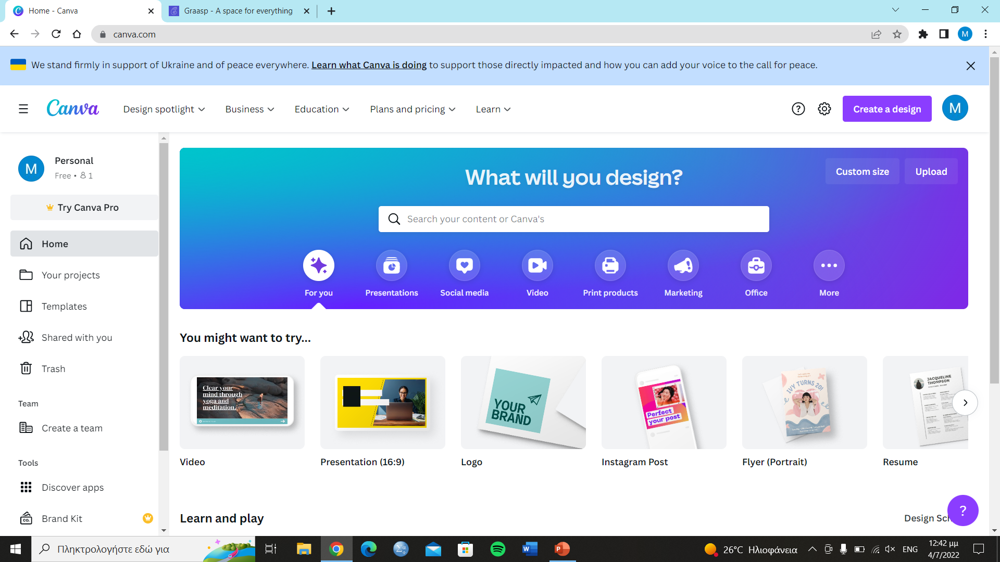 Home - Canva
Graasp - A space for everything
canva.com
M
We stand firmly in support of Ukraine and of peace everywhere. Learn what Canva is doing to support those directly impacted and how you can add your voice to the call for peace.
Canva
Design spotlight
Business
Education
Plans and pricing
Learn
Create a design
M
M
Personal
Free • 1
Try Canva Pro
Home
Your projects
Templates
Shared with you
Trash
Team
Create a team
Tools
Discover apps
CO.
Brand Kit
What will you design?
Custom size
Upload
Search your content or Canva's
For you
Presentations
Social media
Video
Print products
Marketing
Office
More
You might want to try...
Clear your
mind through
yoga and
meditation.
YOUR
BRAND
Perfect
your post
IVY TURNS 20!
JACQUELINE
THOMPSON
Video
Presentation (16:9)
Logo
Instagram Post
Flyer (Portrait)
Resume
Learn and play
Design Sch
?
Πληκτρολογήστε εδώ για
26°C Ηλιοφάνεια
ENG
12:42 μμ
4/7/2022